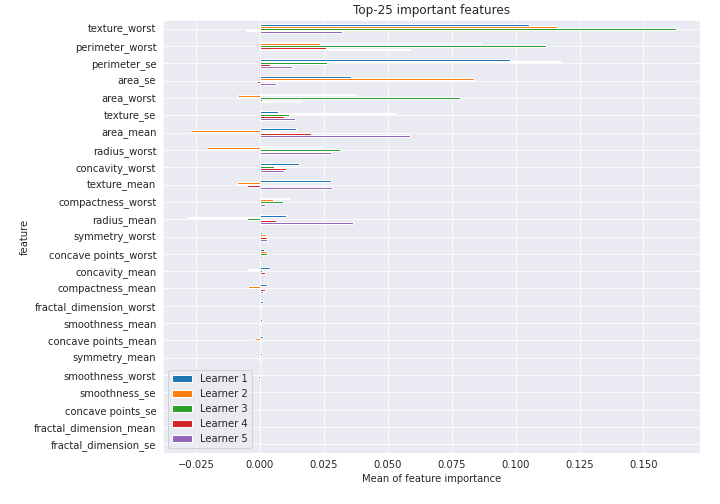 Top-25 important features
texture_worst
perimeter_worst
perimeter_se
area_se
area_worst
texture_se
area_mean
radius_worst
concavity_worst
texture_mean
compactness_worst
radius_mean
symmetry_worst
concave points_worst
concavity_mean
compactness_mean
fractal_dimension_worst
smoothness_mean
concave points_mean
symmetry_mean
smoothness_worst
smoothness_se
concave points_se
fractal_dimension_mean
fractal_dimension_se
feature
Learner 1
Learner 2
Learner 3
Learner 4
Learner 5
−0.025 0.000 0.025 0.050 0.075 0.100 0.125 0.150
Mean of feature importance